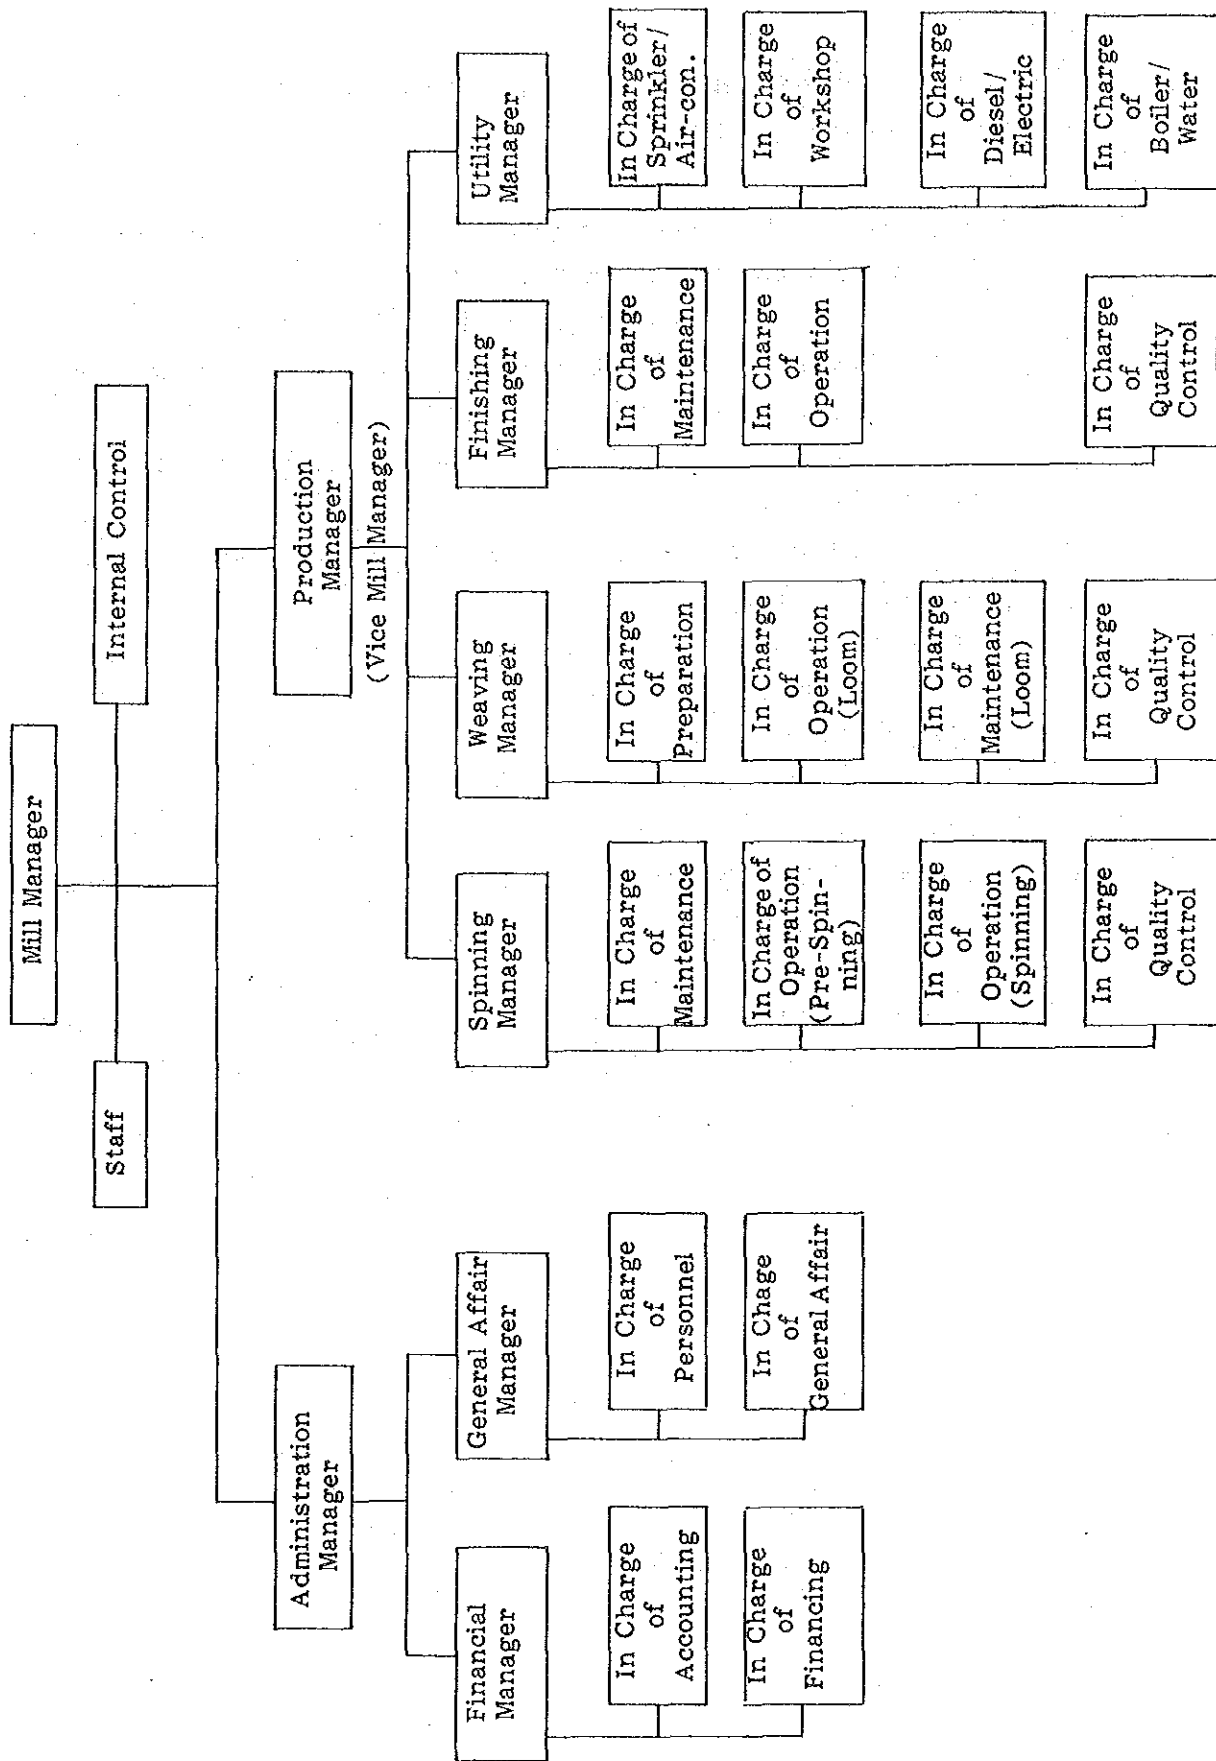 Mill Manager
Staff
Internal Control
Administration
Manager
Production
Manager
(Vice Mill Manager)
Financial
Manager
General Affair
Manager
Spinning
Manager
Weaving
Manager
Finishing
Manager
Utility
Manager
In Charge
of
Accounting
In Charge
of
Financing
In Charge
of
Personnel
In Chage
of
General Affair
In Charge
of
Maintenance
In Charge of
Operation
(Pre-Spin-
ning)
In Charge
of
Operation
(Spinning)
In Charge
of
Quality
Control
In Charge
of
Preparation
In Charge
of
Operation
(Loom)
In Charge
of
Maintenance
(Loom)
In Charge
of
Quality
Control
In Charge
of
Maintenance
In Charge
of
Operation
In Charge
of
Quality
Control
In Charge of
Sprinkler/
Air-con.
In Charge
of
Workshop
In Charge
of
Diesel/
Electric
In Charge
of
Boiler/
Water